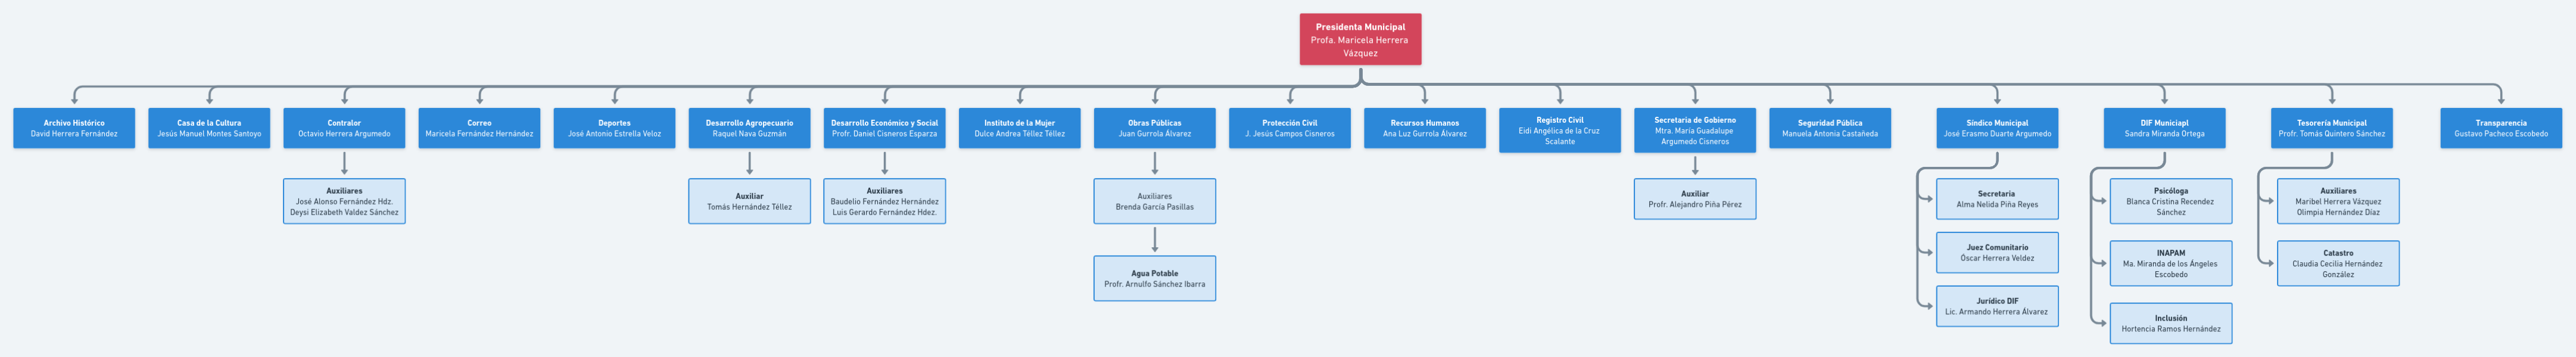 Presidenta Municipal
Profa. Maricela Herrera
Vázquez
Archivo Histórico
David Herrera Fernández
Casa de la Cultura
Jesús Manuel Montes Santoyo
Contralor
Octavio Herrera Argumedo
Correo
Maricela Fernández Hernández
Deportes
José Antonio Estrella Veloz
Desarrollo Agropecuario
Raquel Nava Guzmán
Desarrollo Económico y Social
Profr. Daniel Cisneros Esparza
Instituto de la Mujer
Dulce Andrea Téllez Téllez
Obras Públicas
Juan Gurrola Álvarez
Protección Civil
J. Jesús Campos Cisneros
Recursos Humanos
Ana Luz Gurrola Álvarez
Registro Civil
Eidi Angélica de la Cruz
Scalante
Secretaria de Gobierno
Mtra. María Guadalupe
Argumedo Cisneros
Seguridad Pública
Manuela Antonia Castañeda
Síndico Municipal
José Erasmo Duarte Argumedo
DIF Municiapl
Sandra Miranda Ortega
Tesorería Municipal
Profr. Tomás Quintero Sánchez
Transparencia
Gustavo Pacheco Escobedo
Auxiliares
José Alonso Fernández Hdz.
Deysi Elizabeth Valdez Sánchez
Auxiliar
Tomás Hernández Téllez
Auxiliares
Baudelio Fernández Hernández
Luis Gerardo Fernández Hdez.
Auxiliares
Brenda García Pasillas
Agua Potable
Profr. Arnulfo Sánchez Ibarra
Auxiliar
Profr. Alejandro Piña Pérez
Secretaria
Alma Nelida Piña Reyes
Juez Comunitario
Óscar Herrera Veldez
Jurídico DIF
Lic. Armando Herrera Álvarez
Psicóloga
Blanca Cristina Recendez
Sánchez
INAPAM
Ma. Miranda de los Ángeles
Escobedo
Inclusión
Hortencia Ramos Hernández
Auxiliares
Maribel Herrera Vázquez
Olimpia Hernández Díaz
Catastro
Claudia Cecilia Hernández
González